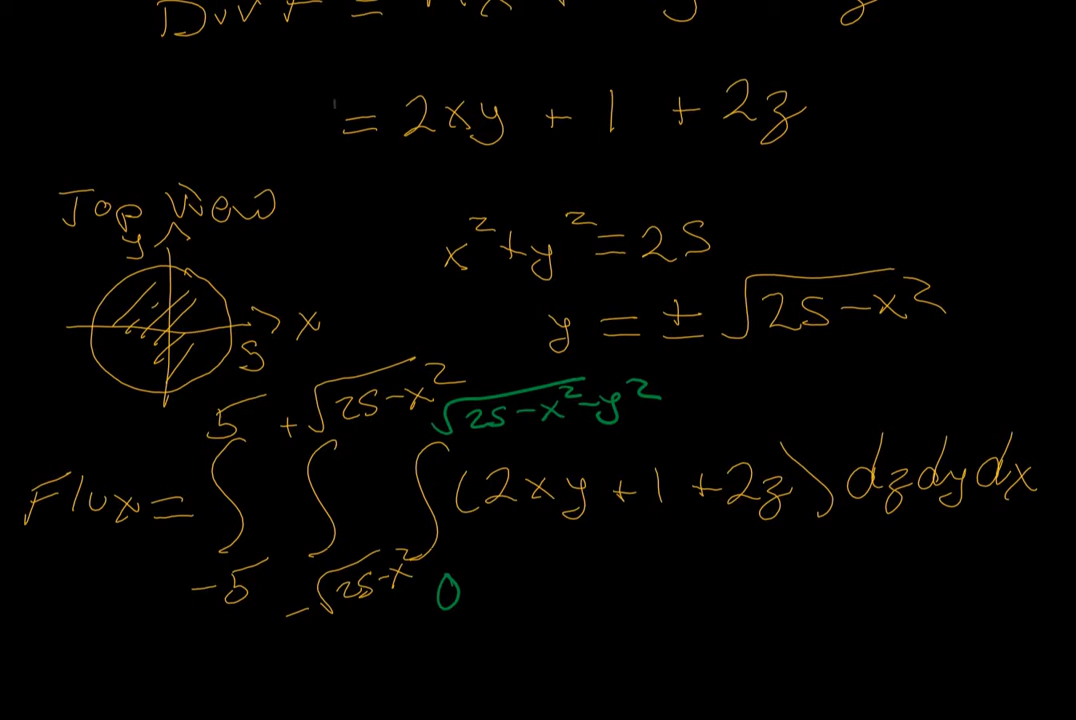 Div F =
= 2xy + 1 + 2z
Top View
y
x
5
x² + y² = 25
y = ± √(25-x²)
Flux = ∫_{-5}^{5} ∫_{-√(25-x²)}^{+√(25-x²)} ∫_{0}^{√(25-x²-y²)} (2xy + 1 + 2z) dz dy dx